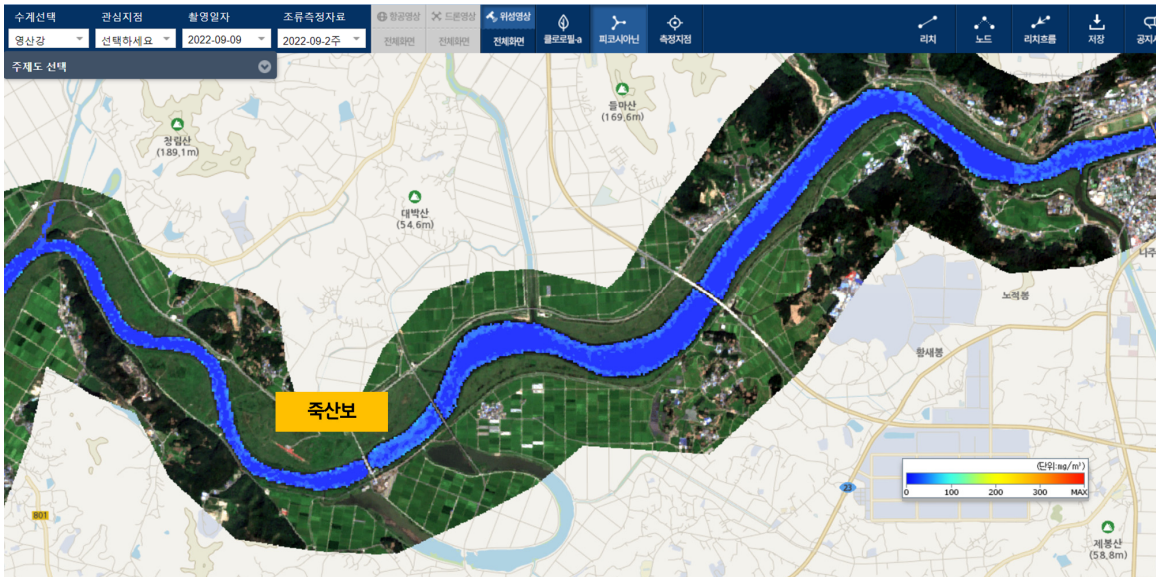 수계선택 관심지점 촬영일자 조류측정자료
영산강 선택하세요 2022-09-09 2022-09-2주
항공영상 드론영상 위성영상
전체화면 전체화면 전체화면
클로로필-a 피코시아닌 측정지점
리치 노드 리치흐름 저장 공지
주제도 선택
돌마산
(169,6m)
청림산
(189,1m)
대박산
(54,6m)
나주
노적봉
황새봉
죽산보
(단위:mg/m³)
0 100 200 300 MAX
23
801
제봉산
(58,8m)